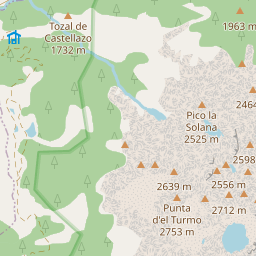 Tozal de
Castellazo
1732 m
1963 m
2464
Pico la
Solana
2525 m
2598
2639 m
2556 m
Punta
d'el Turmo
2753 m
2712 m